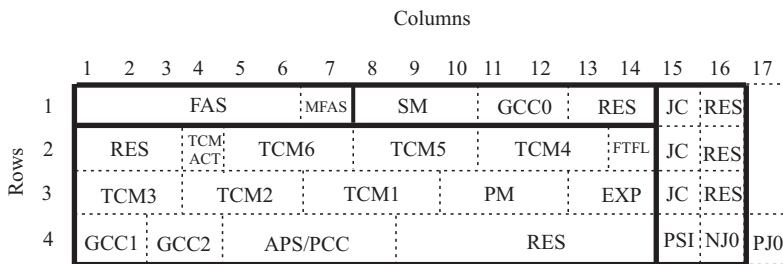 Columns
1 2 3 4 5 6 7 8 9 10 11 12 13 14 15 16 17
Rows
1 FAS MFAS SM GCC0 RES JC RES
2 RES TCM ACT TCM6 TCM5 TCM4 FTFL JC RES
3 TCM3 TCM2 TCM1 PM EXP JC RES
4 GCC1 GCC2 APS/PCC RES PSI NJ0 PJ0